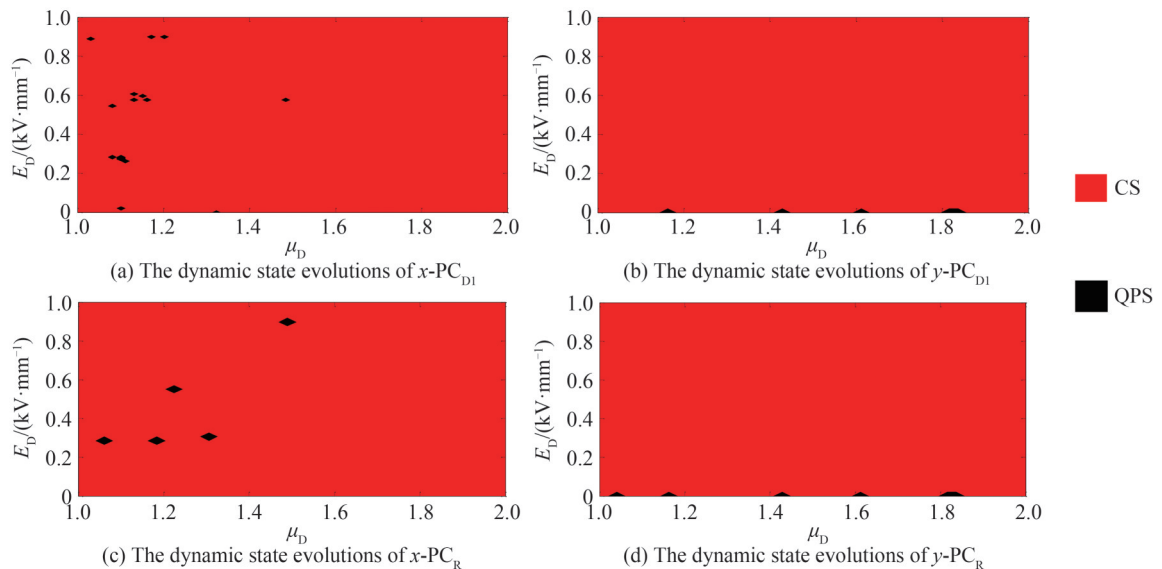 1.0
0.8
0.6
0.4
0.2
0
E_D/(kV·mm⁻¹)
1.0 1.2 1.4 1.6 1.8 2.0
μ_D
(a) The dynamic state evolutions of x-PC_D1
1.0
0.8
0.6
0.4
0.2
0
E_D/(kV·mm⁻¹)
1.0 1.2 1.4 1.6 1.8 2.0
μ_D
(b) The dynamic state evolutions of y-PC_D1
CS
QPS
1.0
0.8
0.6
0.4
0.2
0
E_D/(kV·mm⁻¹)
1.0 1.2 1.4 1.6 1.8 2.0
μ_D
(c) The dynamic state evolutions of x-PC_R
1.0
0.8
0.6
0.4
0.2
0
E_D/(kV·mm⁻¹)
1.0 1.2 1.4 1.6 1.8 2.0
μ_D
(d) The dynamic state evolutions of y-PC_R